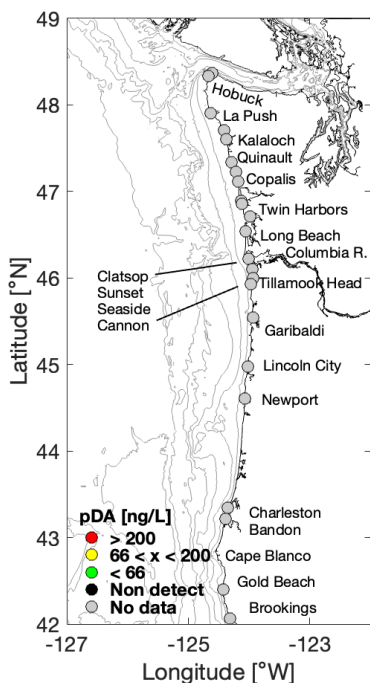 49
48
47
46
45
44
43
42
Latitude [°N]
Hobuck
La Push
Kalaloch
Quinault
Copalis
Twin Harbors
Long Beach
Columbia R.
Clatsop
Sunset
Seaside
Cannon
Tillamook Head
Garibaldi
Lincoln City
Newport
Charleston
Bandon
Cape Blanco
Gold Beach
Brookings
pDA [ng/L]
> 200
66 < x < 200
< 66
Non detect
No data
-127
-125
-123
Longitude [°W]